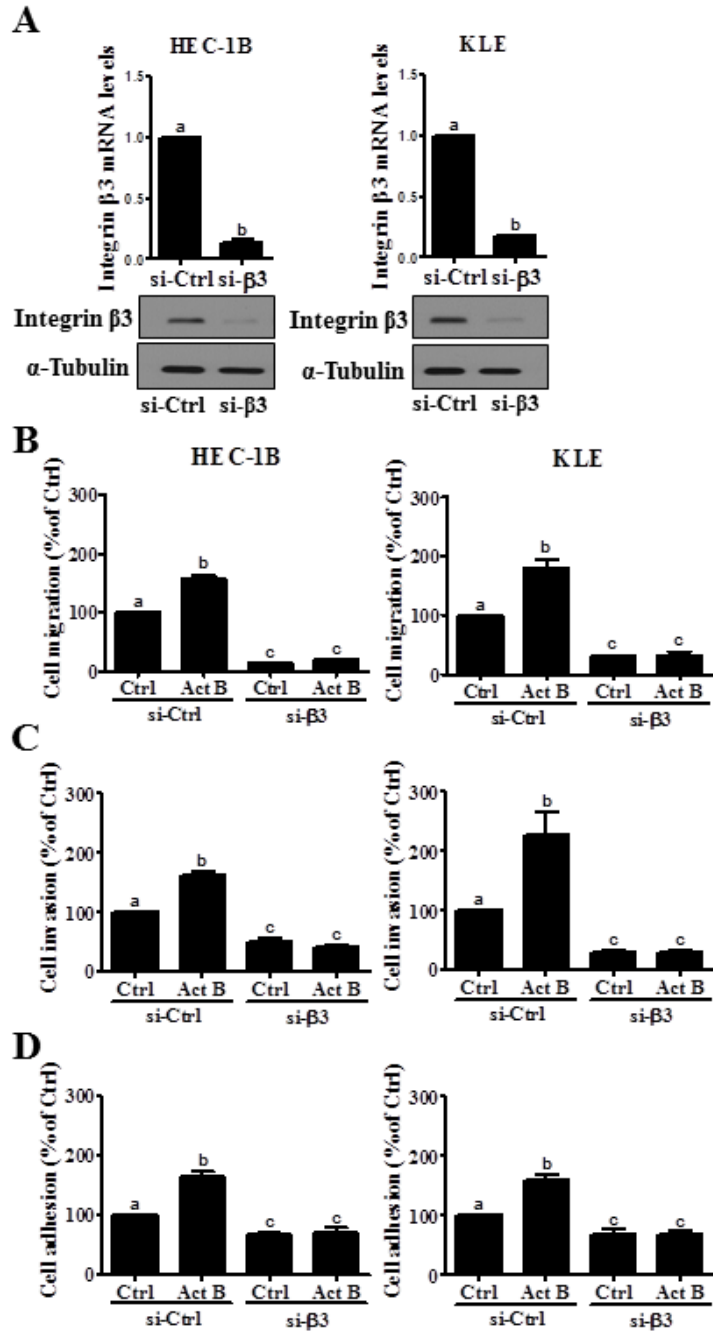 A
HEC-1B
KLE
Integrin β3 mRNA levels
1.5
1.0
0.5
0.0
a
b
si-Ctrl si-β3
Integrin β3 mRNA levels
1.5
1.0
0.5
0.0
a
b
si-Ctrl si-β3
Integrin β3
α-Tubulin
si-Ctrl si-β3
Integrin β3
α-Tubulin
si-Ctrl si-β3
B
HEC-1B
KLE
Cell migration (% of Ctrl)
300
200
100
0
a
b
c
c
Ctrl Act B Ctrl Act B
si-Ctrl si-β3
Cell migration (% of Ctrl)
300
200
100
0
a
b
c
c
Ctrl Act B Ctrl Act B
si-Ctrl si-β3
C
Cell invasion (% of Ctrl)
300
200
100
0
a
b
c
c
Ctrl Act B Ctrl Act B
si-Ctrl si-β3
Cell invasion (% of Ctrl)
300
200
100
0
a
b
c
c
Ctrl Act B Ctrl Act B
si-Ctrl si-β3
D
Cell adhesion (% of Ctrl)
300
200
100
0
a
b
c
c
Ctrl Act B Ctrl Act B
si-Ctrl si-β3
Cell adhesion (% of Ctrl)
300
200
100
0
a
b
c
c
Ctrl Act B Ctrl Act B
si-Ctrl si-β3